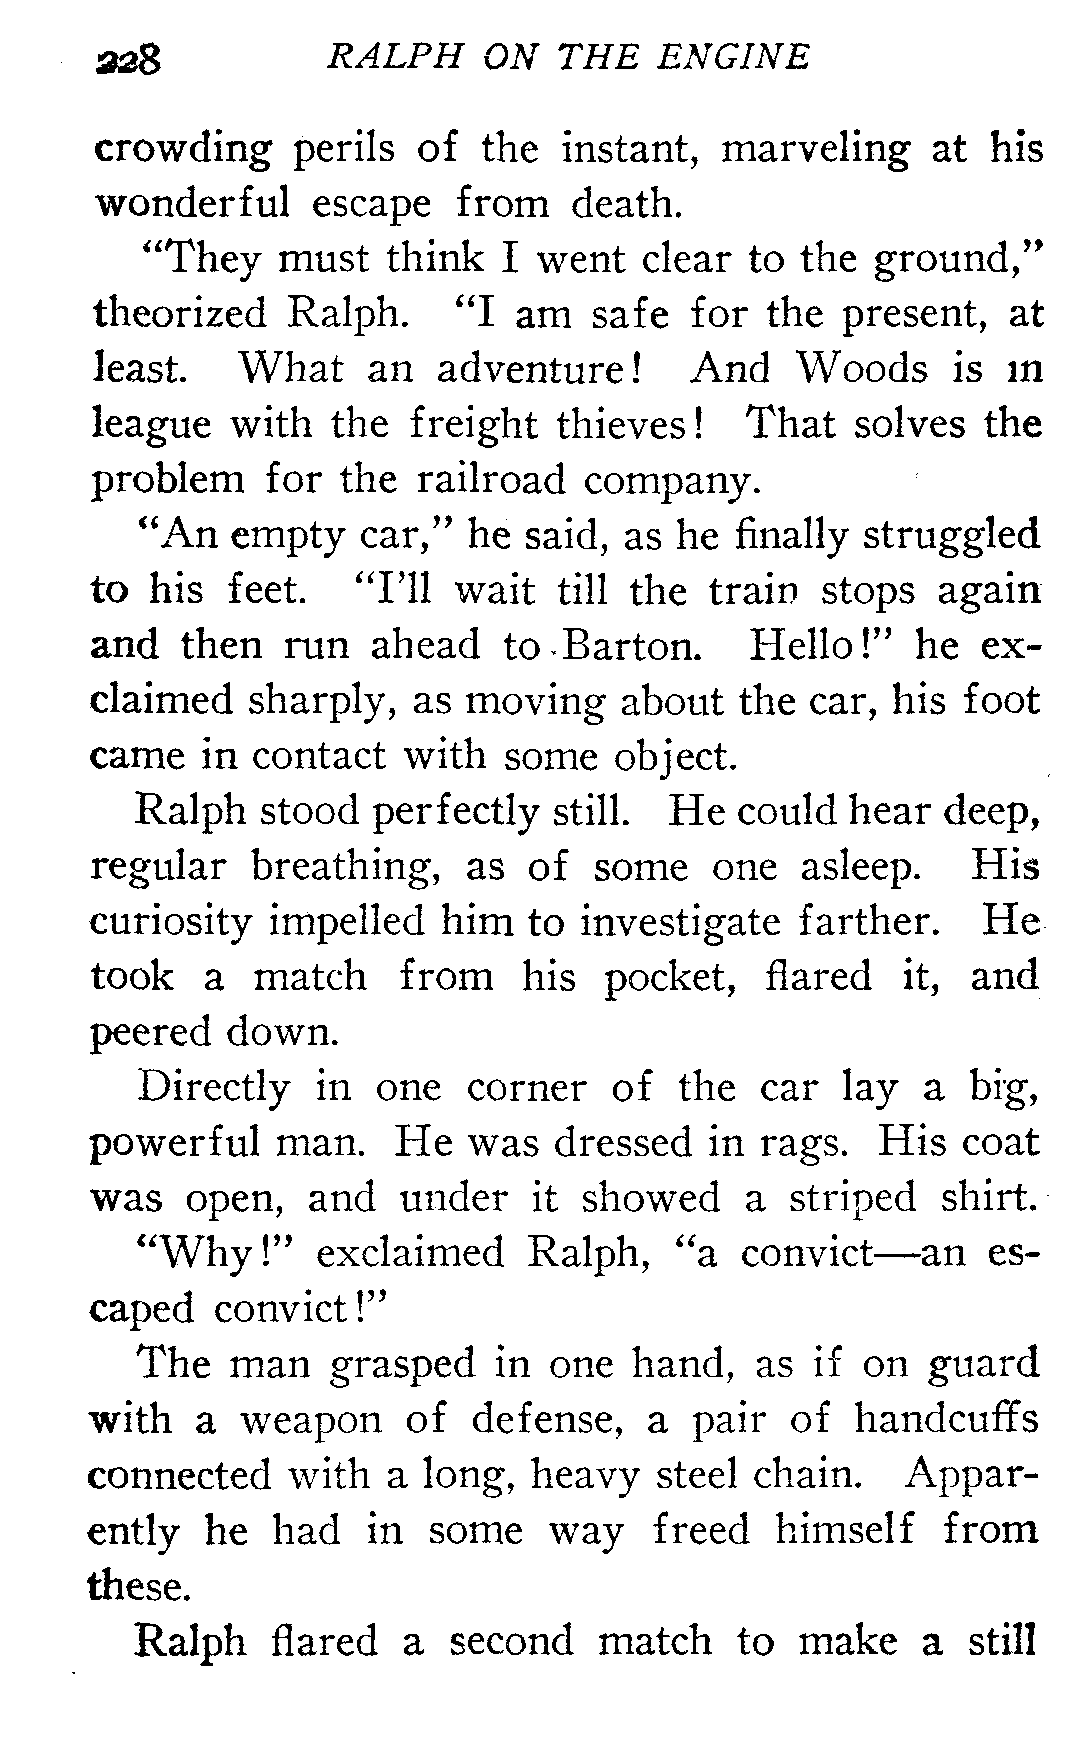 228 RALPH ON THE ENGINE
crowding perils of the instant, marveling at his
wonderful escape from death.
“They must think I went clear to the ground,”
theorized Ralph. “I am safe for the present, at
least. What an adventure! And Woods is in
league with the freight thieves! That solves the
problem for the railroad company.
“An empty car,” he said, as he finally struggled
to his feet. “I’ll wait till the train stops again
and then run ahead to Barton. Hello!” he ex-
claimed sharply, as moving about the car, his foot
came in contact with some object.
Ralph stood perfectly still. He could hear deep,
regular breathing, as of some one asleep. His
curiosity impelled him to investigate farther. He
took a match from his pocket, flared it, and
peered down.
Directly in one corner of the car lay a big,
powerful man. He was dressed in rags. His coat
was open, and under it showed a striped shirt.
“Why!” exclaimed Ralph, “a convict—an es-
caped convict!”
The man grasped in one hand, as if on guard
with a weapon of defense, a pair of handcuffs
connected with a long, heavy steel chain. Appar-
ently he had in some way freed himself from
these.
Ralph flared a second match to make a still